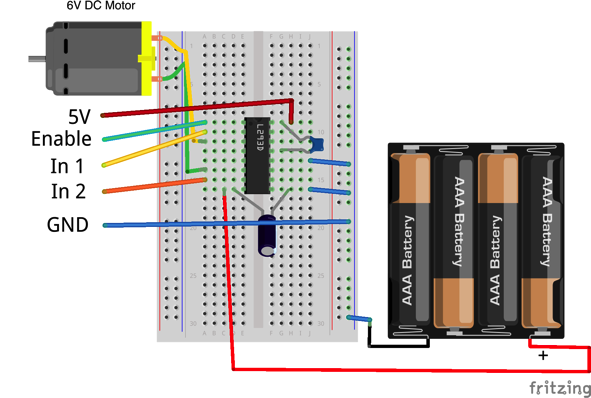 6V DC Motor
5V
Enable
In 1
In 2
GND
L293D
AAA Battery
AAA Battery
AAA Battery
AAA Battery
+
fritzing